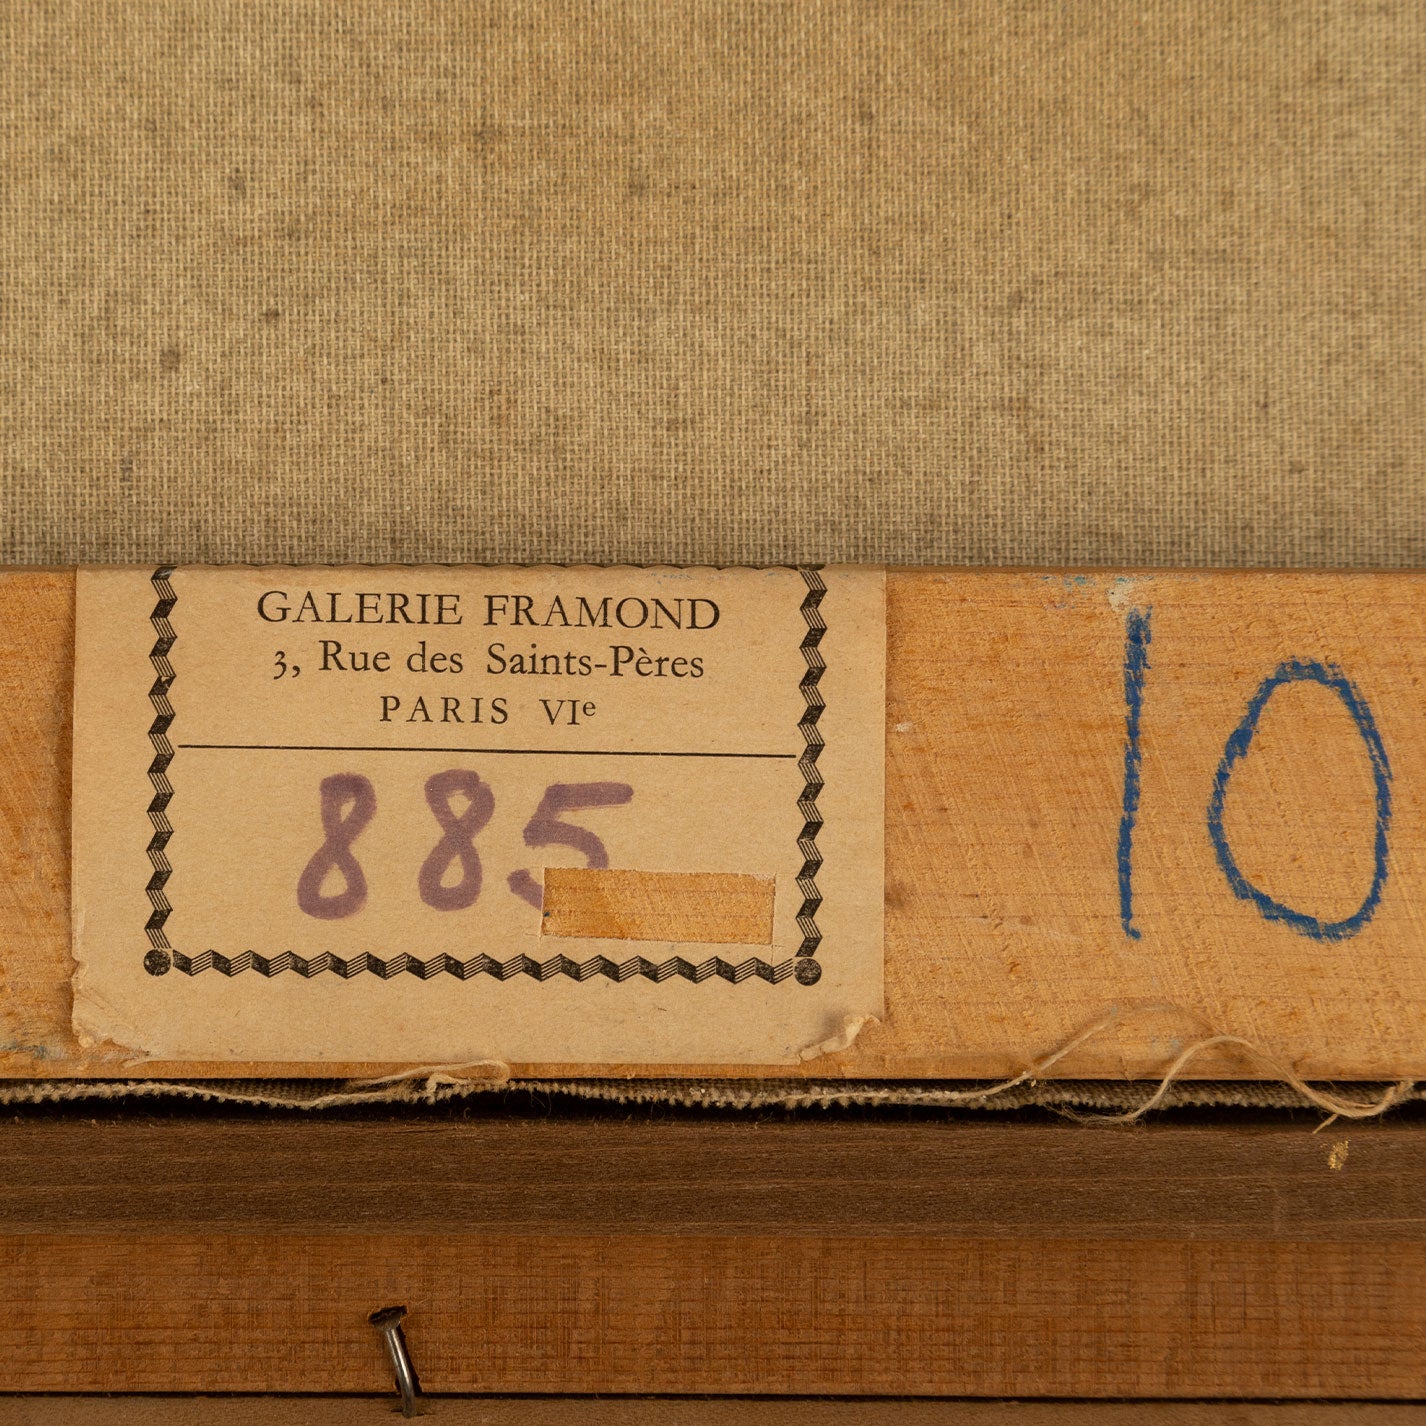 GALERIE FRAMOND
3, Rue des Saints-Pères
PARIS VIe
885
10